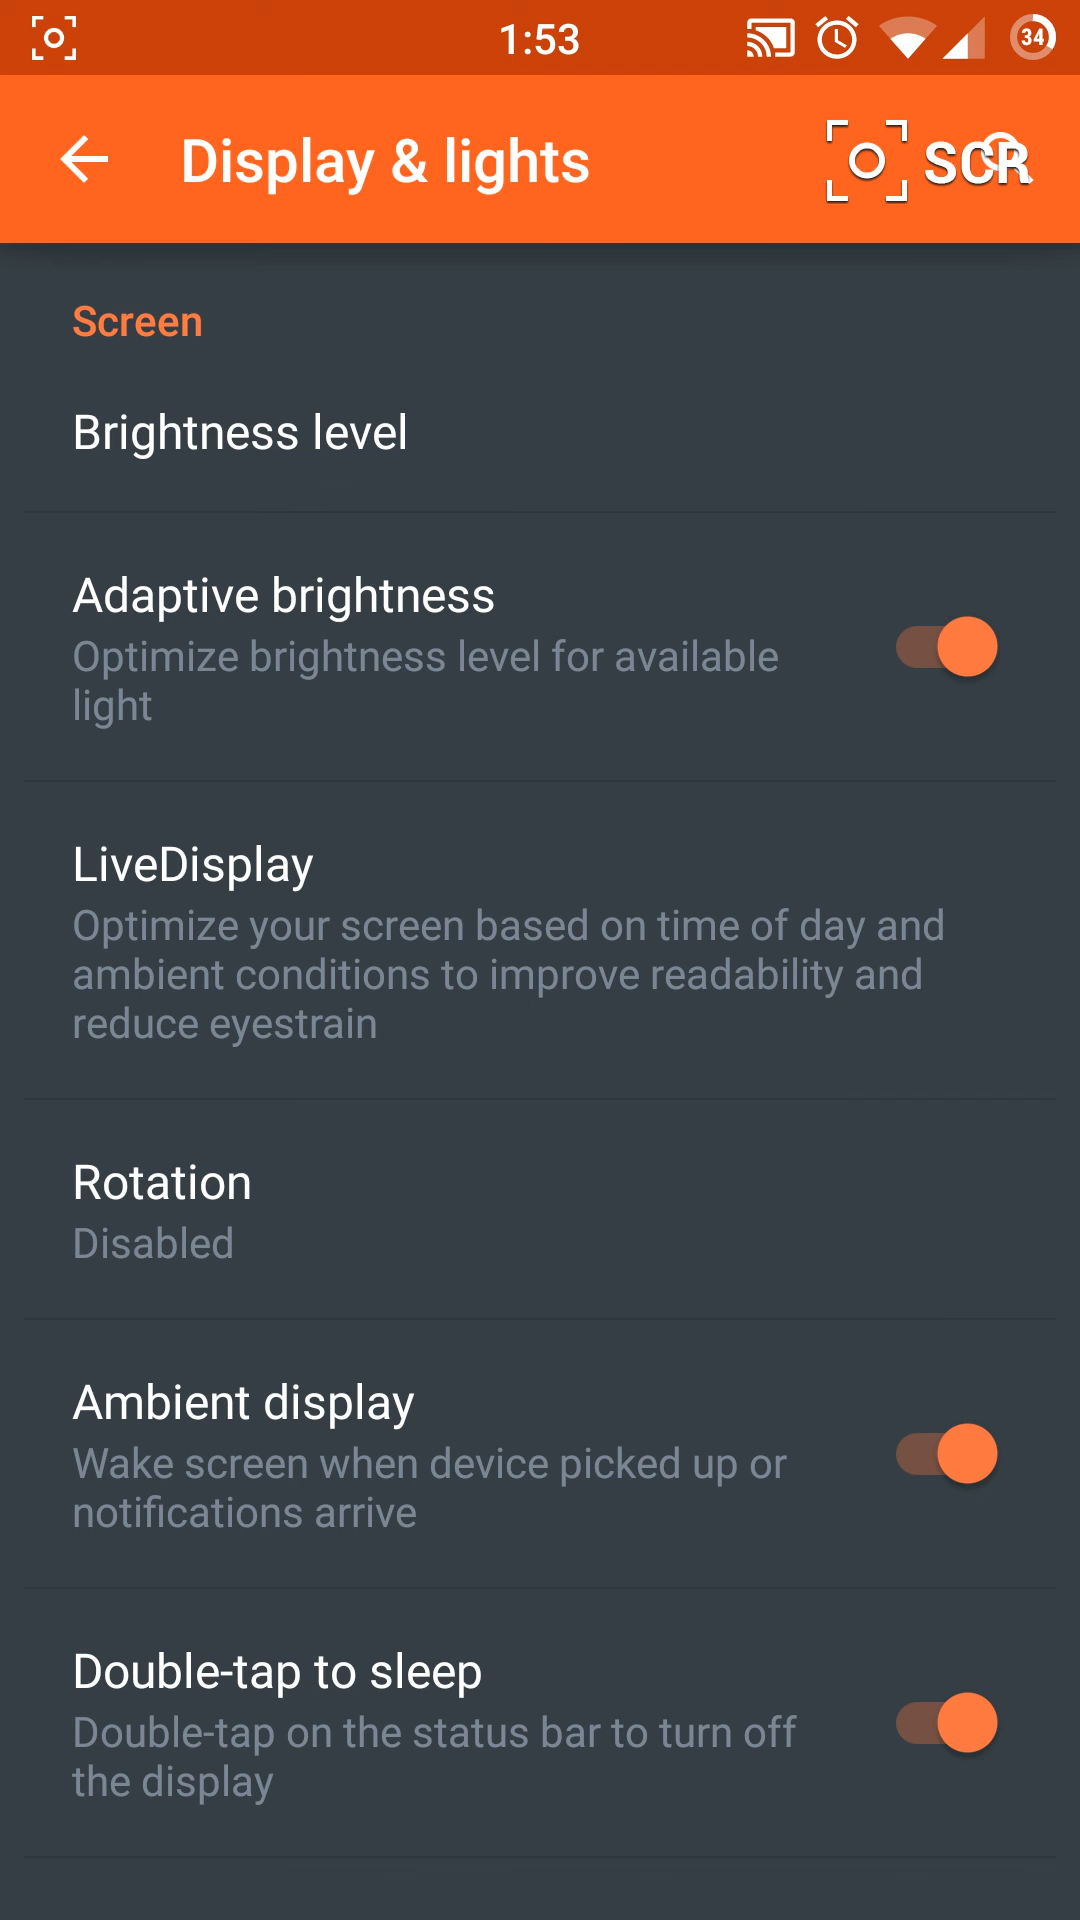 1:53
34
Display & lights
SCR
Screen
Brightness level
Adaptive brightness
Optimize brightness level for available
light
LiveDisplay
Optimize your screen based on time of day and
ambient conditions to improve readability and
reduce eyestrain
Rotation
Disabled
Ambient display
Wake screen when device picked up or
notifications arrive
Double-tap to sleep
Double-tap on the status bar to turn off
the display